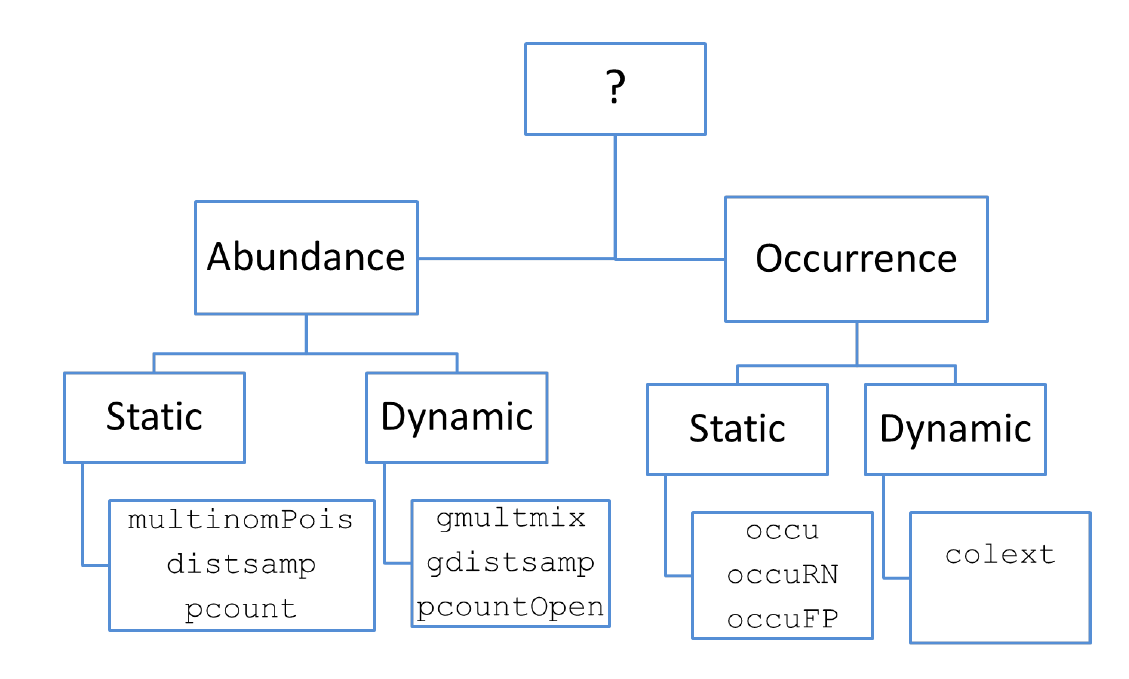 ?
Abundance
Occurrence
Static
Dynamic
Static
Dynamic
multinomPois
distsamp
pcount
gmultmix
gdistsamp
pcountOpen
occu
occuRN
occuFP
colext